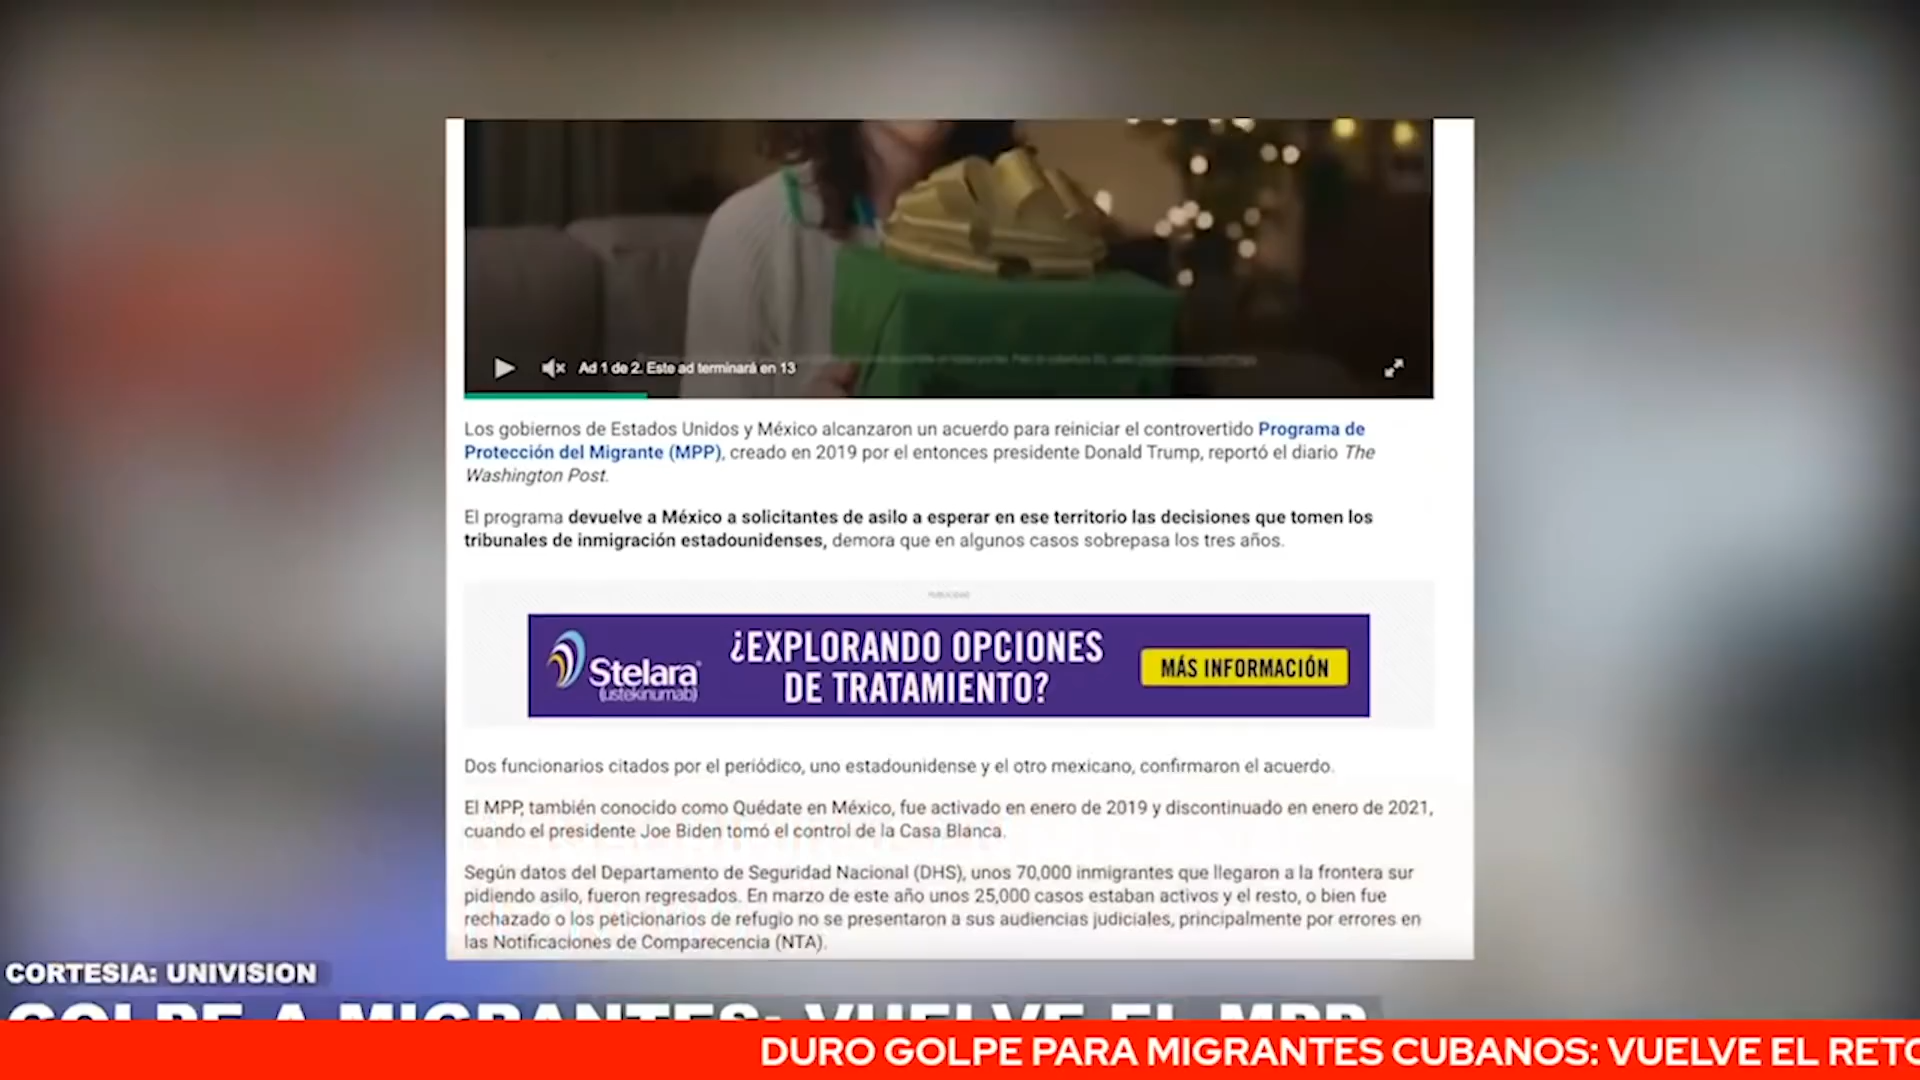 Ad 1 de 2. Este ad terminará en 13
Los gobiernos de Estados Unidos y México alcanzaron un acuerdo para reiniciar el controvertido Programa de
Protección del Migrante (MPP), creado en 2019 por el entonces presidente Donald Trump, reportó el diario The
Washington Post.
El programa devuelve a México a solicitantes de asilo a esperar en ese territorio las decisiones que tomen los
tribunales de inmigración estadounidenses, demora que en algunos casos sobrepasa los tres años.
PUBLICIDAD
Stelara
(ustekinumab)
¿EXPLORANDO OPCIONES
DE TRATAMIENTO?
MÁS INFORMACIÓN
Dos funcionarios citados por el periódico, uno estadounidense y el otro mexicano, confirmaron el acuerdo.
El MPP, también conocido como Quédate en México, fue activado en enero de 2019 y discontinuado en enero de 2021,
cuando el presidente Joe Biden tomó el control de la Casa Blanca.
Según datos del Departamento de Seguridad Nacional (DHS), unos 70,000 inmigrantes que llegaron a la frontera sur
pidiendo asilo, fueron regresados. En marzo de este año unos 25,000 casos estaban activos y el resto, o bien fue
rechazado o los peticionarios de refugio no se presentaron a sus audiencias judiciales, principalmente por errores en
las Notificaciones de Comparecencia (NTA).
CORTESIA: UNIVISION
GOLPE A MIGRANTES: VUELVE EL MPP
DURO GOLPE PARA MIGRANTES CUBANOS: VUELVE EL RETO